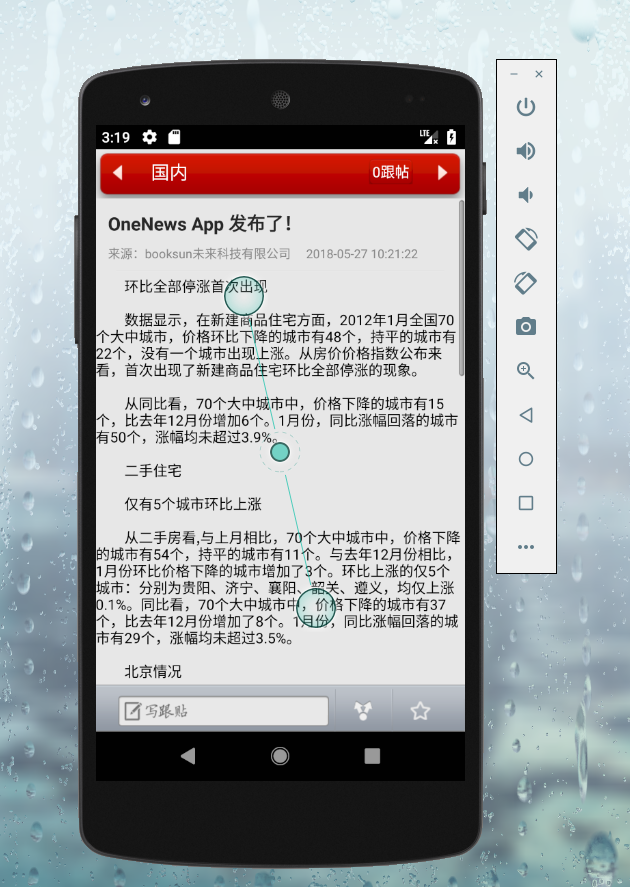 3:19
LTE
国内
0跟帖
OneNews App 发布了!
来源：booksun未来科技有限公司 2018-05-27 10:21:22
环比全部停涨首次出现
数据显示，在新建商品住宅方面，2012年1月全国70
个大中城市，价格环比下降的城市有48个，持平的城市有
22个，没有一个城市出现上涨。从房价价格指数公布来
看，首次出现了新建商品住宅环比全部停涨的现象。
从同比看，70个大中城市中，价格下降的城市有15
个，比去年12月份增加6个。1月份，同比涨幅回落的城市
有50个，涨幅均未超过3.9%。
二手住宅
仅有5个城市环比上涨
从二手房看,与上月相比，70个大中城市中，价格下降
的城市有54个，持平的城市有11个。与去年12月份相比，
1月份环比价格下降的城市增加了3个。环比上涨的仅5个
城市：分别为贵阳、济宁、襄阳、韶关、遵义，均仅上涨
0.1%。同比看，70个大中城市中，价格下降的城市有37
个，比去年12月份增加了8个。1月份，同比涨幅回落的城
市有29个，涨幅均未超过3.5%。
北京情况
写跟贴